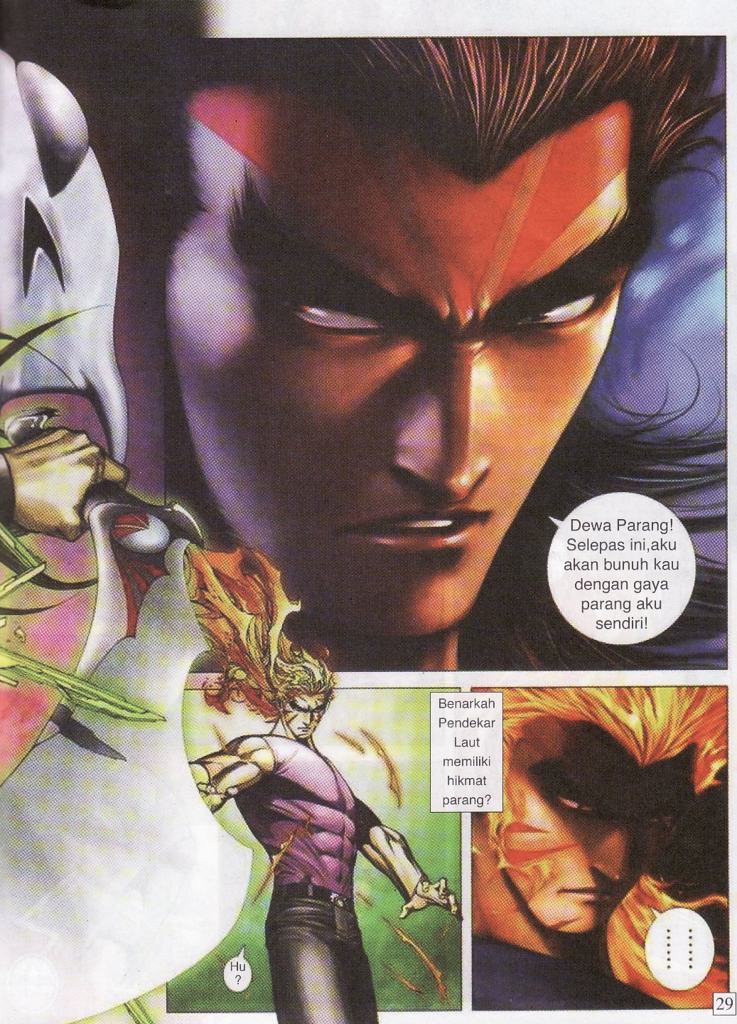 Dewa Parang!
Selepas ini,aku
akan bunuh kau
dengan gaya
parang aku
sendiri!
Benarkah
Pendekar
Laut
memiliki
hikmat
parang?
Hu
?
......
......
29